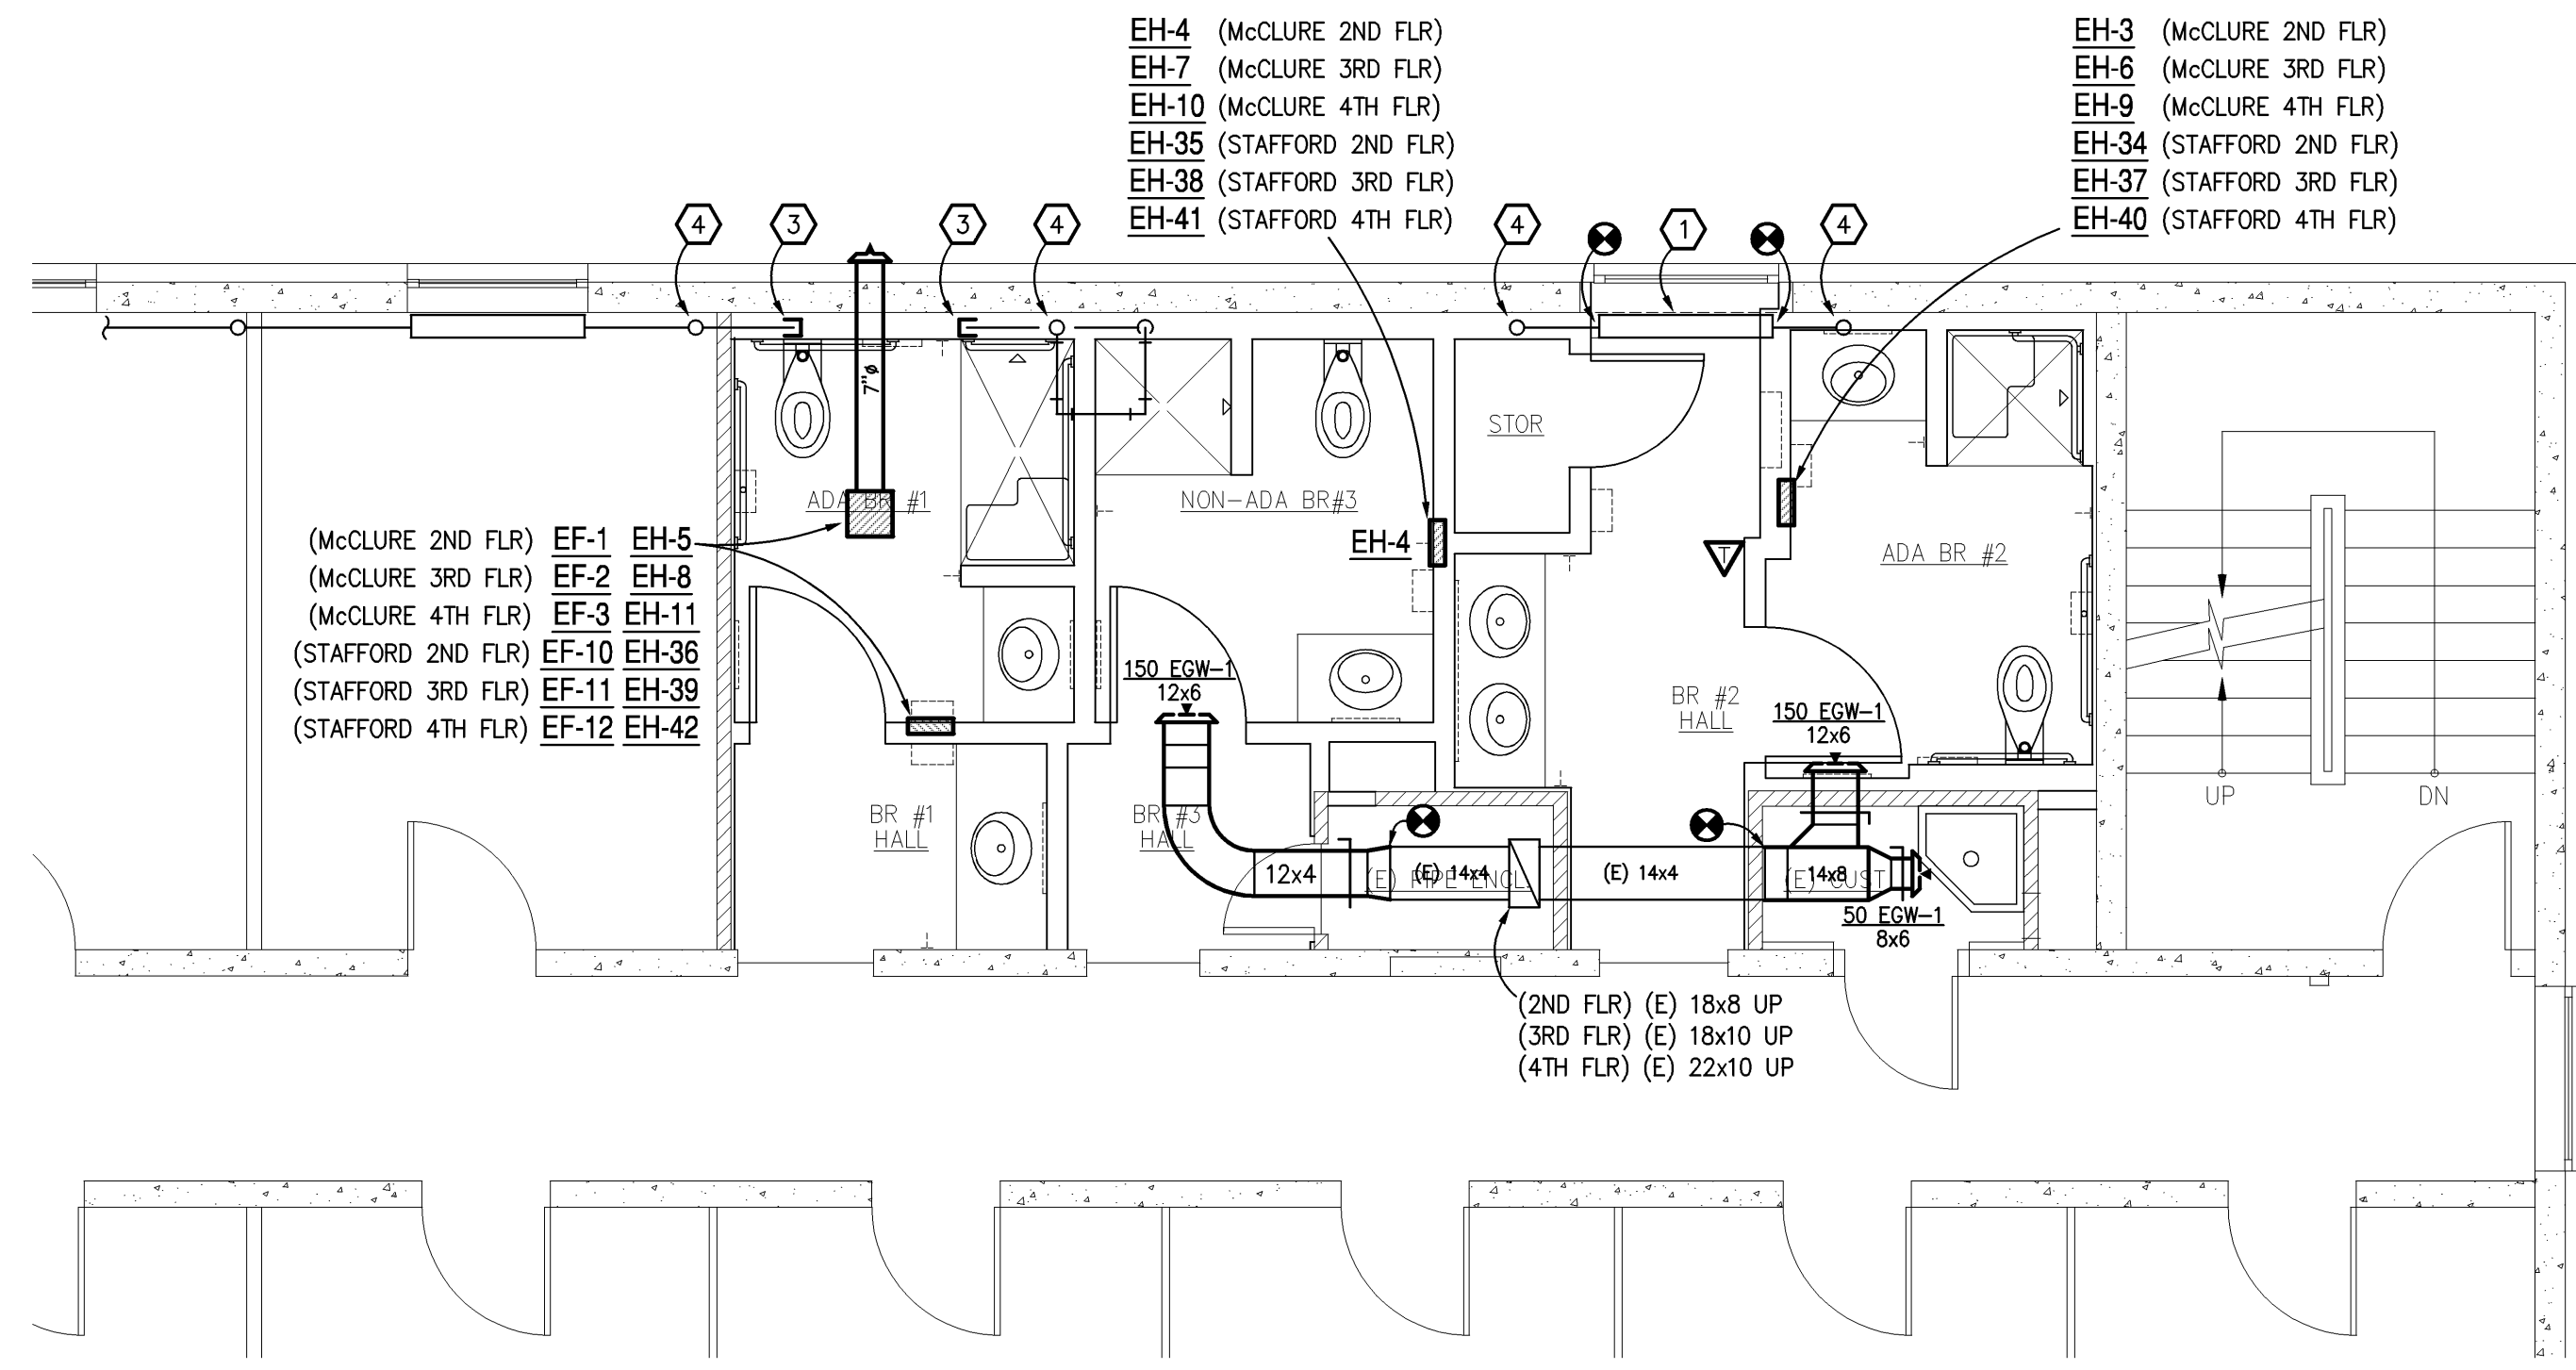 EH-4 (McCLURE 2ND FLR)
EH-7 (McCLURE 3RD FLR)
EH-10 (McCLURE 4TH FLR)
EH-35 (STAFFORD 2ND FLR)
EH-38 (STAFFORD 3RD FLR)
EH-41 (STAFFORD 4TH FLR)
EH-3 (McCLURE 2ND FLR)
EH-6 (McCLURE 3RD FLR)
EH-9 (McCLURE 4TH FLR)
EH-34 (STAFFORD 2ND FLR)
EH-37 (STAFFORD 3RD FLR)
EH-40 (STAFFORD 4TH FLR)
4
3
3
4
4
1
4
7"ø
STOR
ADA BR #1
NON-ADA BR#3
EH-4
T
ADA BR #2
(McCLURE 2ND FLR) EF-1 EH-5
(McCLURE 3RD FLR) EF-2 EH-8
(McCLURE 4TH FLR) EF-3 EH-11
(STAFFORD 2ND FLR) EF-10 EH-36
(STAFFORD 3RD FLR) EF-11 EH-39
(STAFFORD 4TH FLR) EF-12 EH-42
150 EGW-1
12x6
BR #2
HALL
150 EGW-1
12x6
UP
DN
BR #1
HALL
BR #3
HALL
12x4
(E) 14x4
(E) PIPE ENCL.
(E) 14x4
14x8
(E) CUST
50 EGW-1
8x6
(2ND FLR) (E) 18x8 UP
(3RD FLR) (E) 18x10 UP
(4TH FLR) (E) 22x10 UP